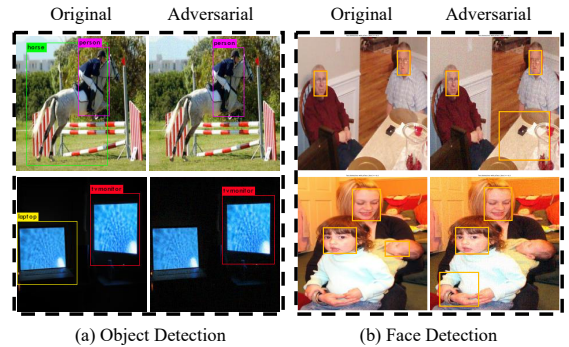 Original Adversarial Original Adversarial
horse person person
laptop tvmonitor tvmonitor
(a) Object Detection (b) Face Detection